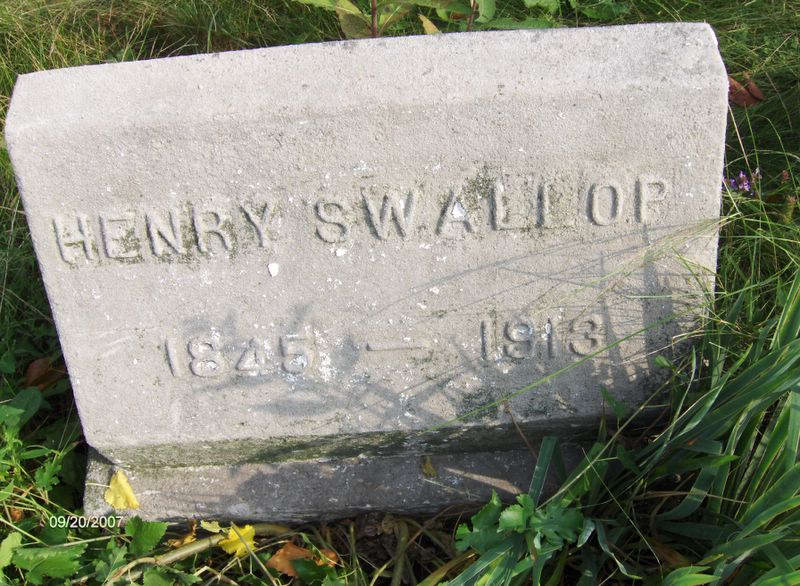 HENRY SWALLOP
1845 — 1913
09/20/2007